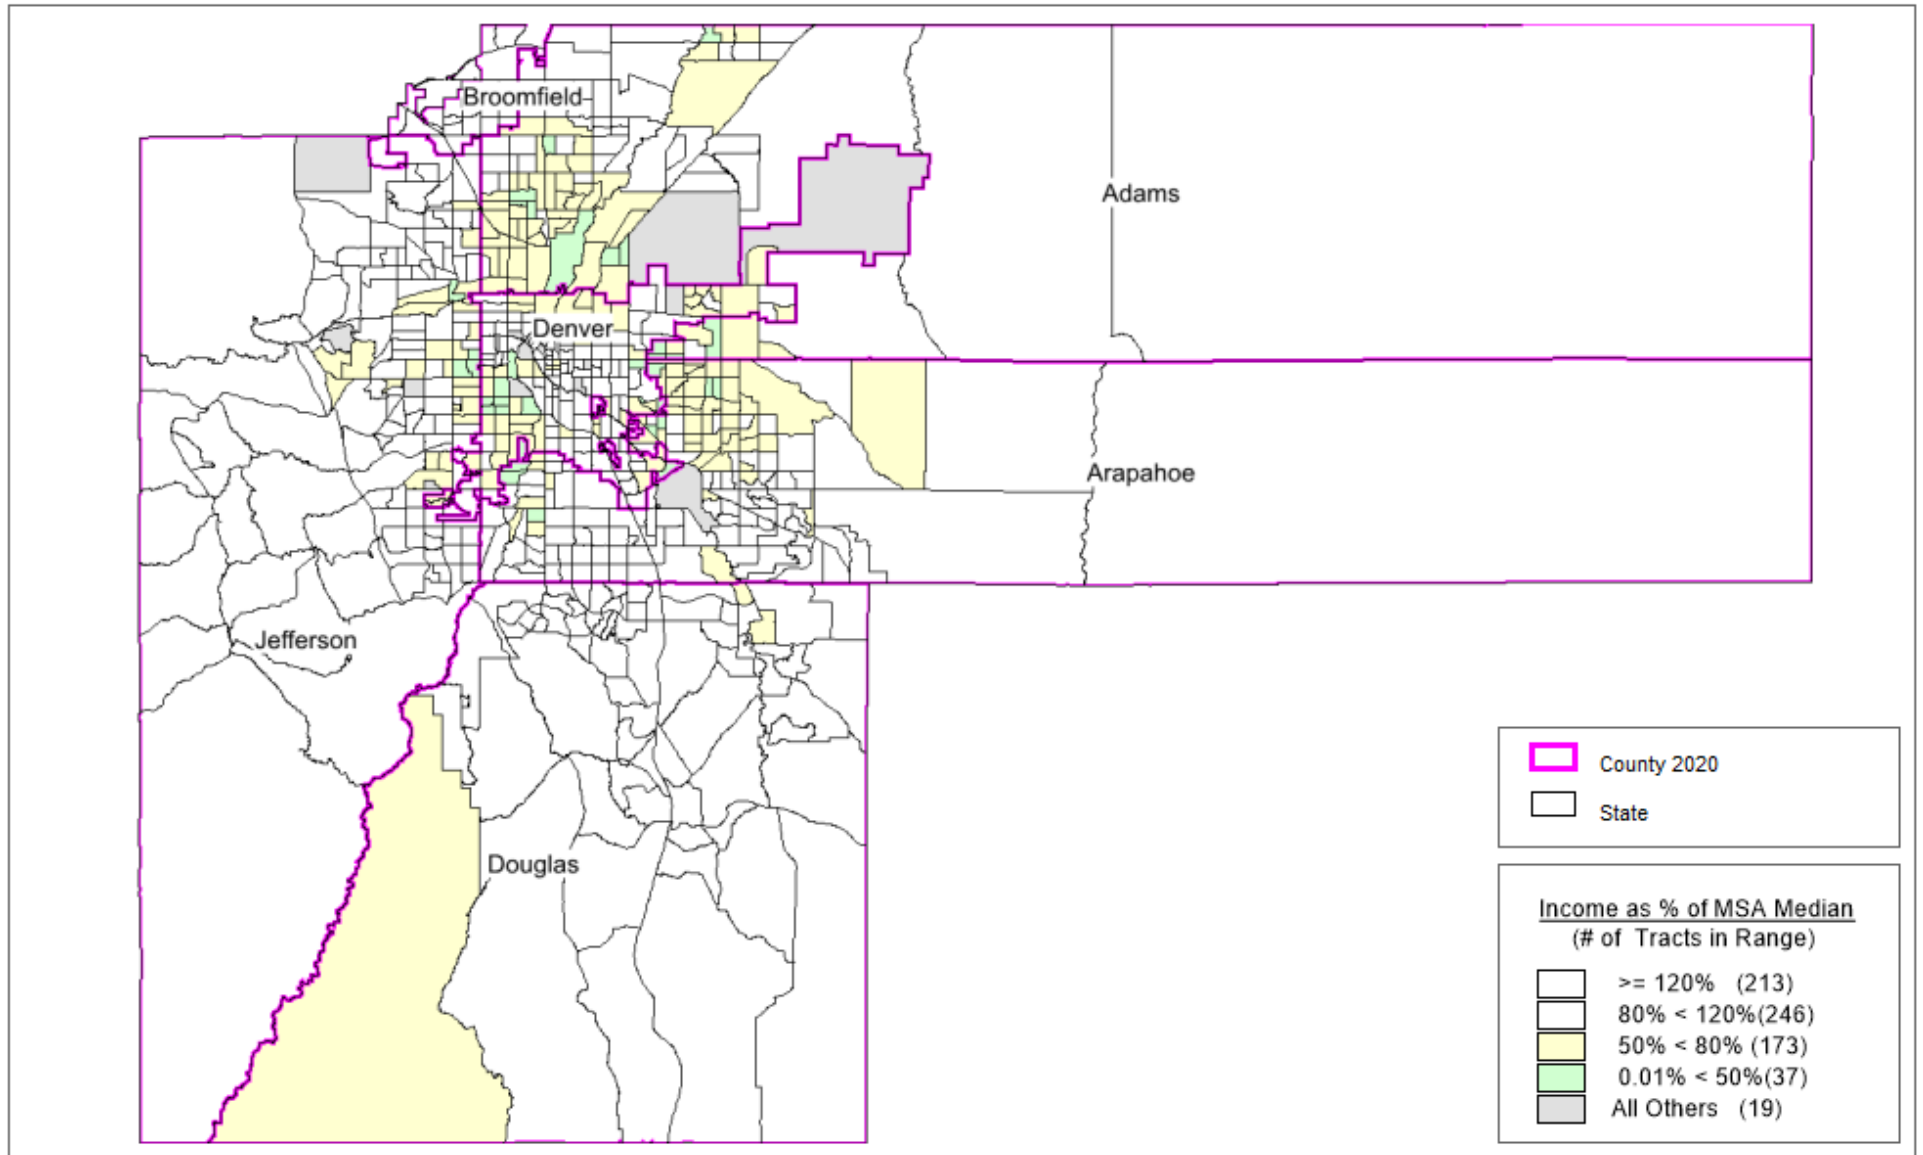 Broomfield
Adams
Denver
Arapahoe
Jefferson
Douglas
County 2020
State
Income as % of MSA Median
(# of Tracts in Range)
>= 120% (213)
80% < 120%(246)
50% < 80% (173)
0.01% < 50%(37)
All Others (19)